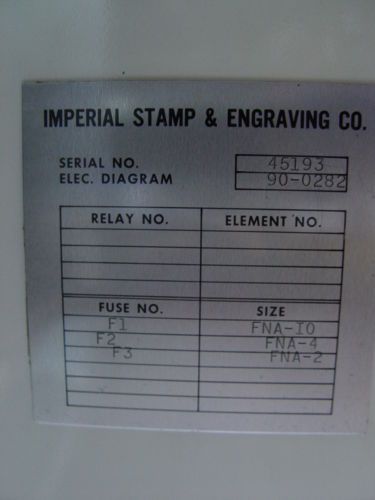 IMPERIAL STAMP & ENGRAVING CO.
SERIAL NO. 45193
ELEC. DIAGRAM 90-0282
RELAY NO. ELEMENT NO.
FUSE NO. SIZE
F1 FNA-10
F2 FNA-4
F3 FNA-2